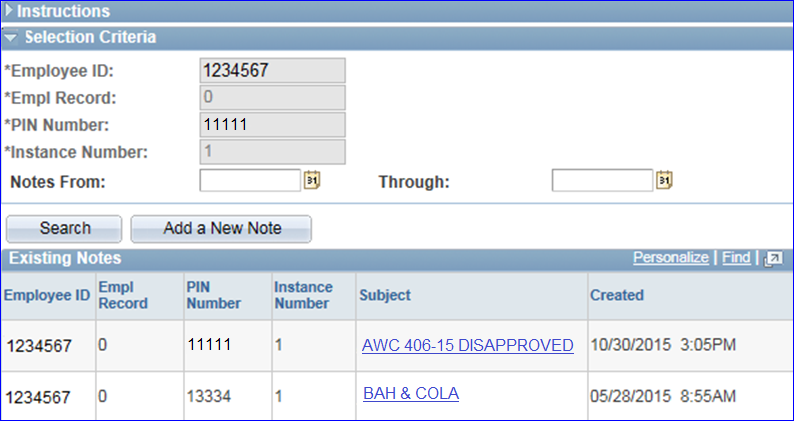 Instructions
Selection Criteria
*Employee ID: 1234567
*Empl Record: 0
*PIN Number: 11111
*Instance Number: 1
Notes From: 31 Through: 31
Search Add a New Note
Existing Notes Personalize | Find |
Employee ID Empl Record PIN Number Instance Number Subject Created
1234567 0 11111 1 AWC 406-15 DISAPPROVED 10/30/2015 3:05PM
1234567 0 13334 1 BAH & COLA 05/28/2015 8:55AM